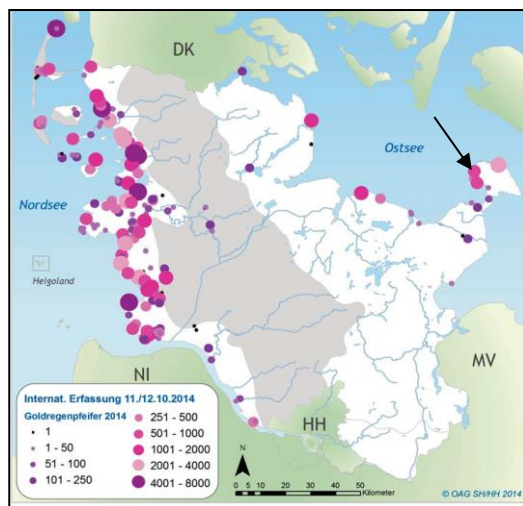 DK
Ostsee
Nordsee
Helgoland
NI
MV
HH
Internat. Erfassung 11./12.10.2014
Goldregenpfeifer 2014
1
1 - 50
51 - 100
101 - 250
251 - 500
501 - 1000
1001 - 2000
2001 - 4000
4001 - 8000
N
0 5 10 20 30 40 50
Kilometer
© OAG SH/HH 2014